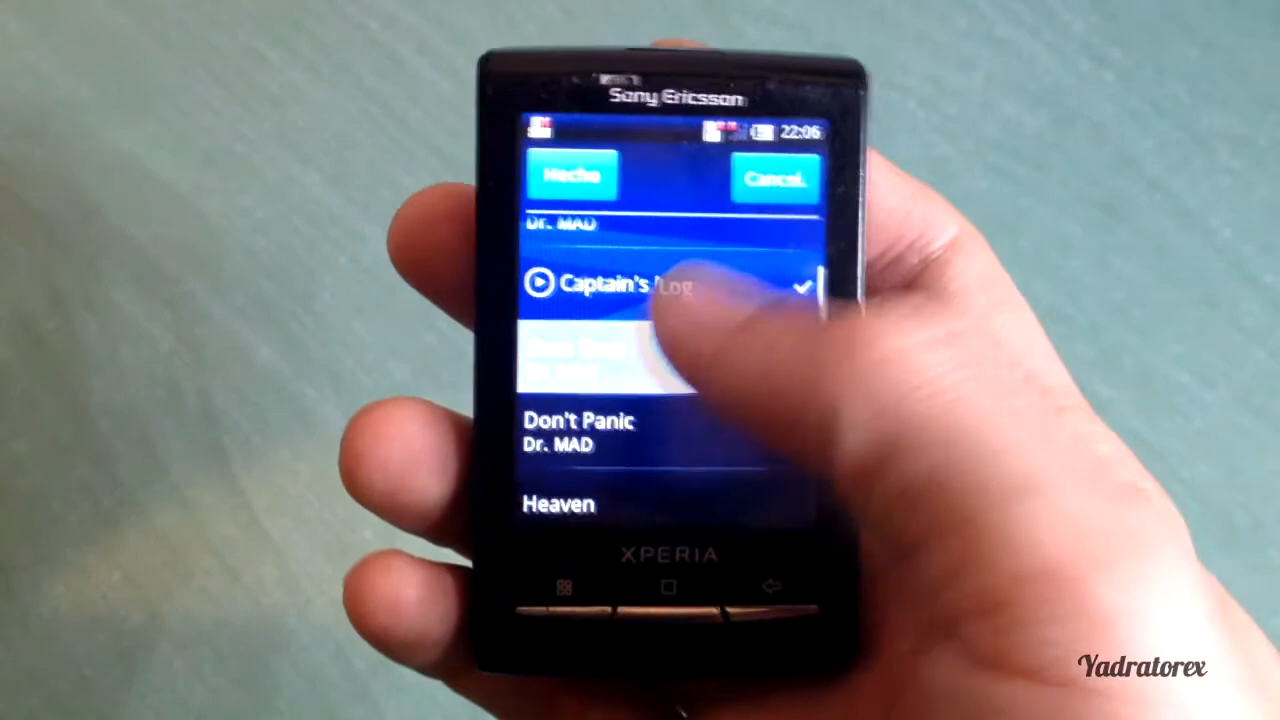 Sony Ericsson
22:06
Hecho
Cancel.
Dr. MAD
Captain's Log
Don't Panic
Dr. MAD
Heaven
XPERIA
Yadratorex